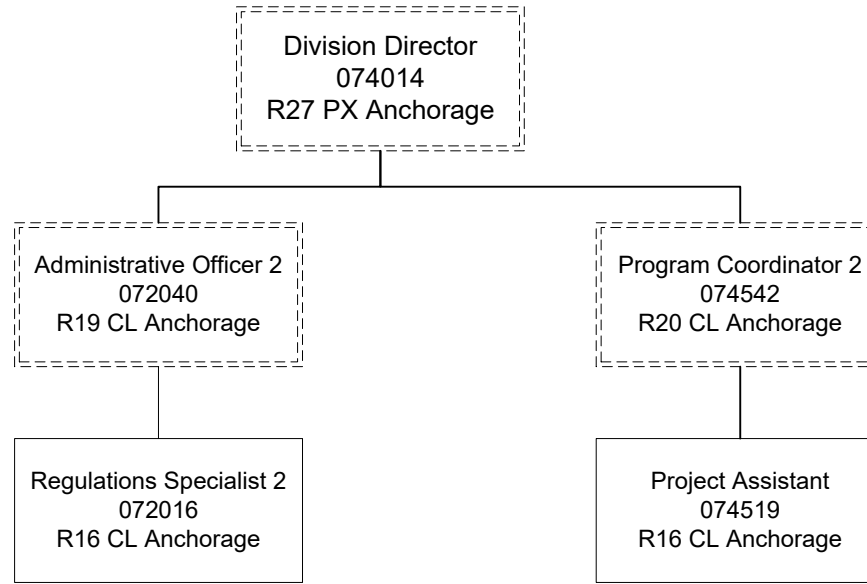 Division Director
074014
R27 PX Anchorage
Administrative Officer 2
072040
R19 CL Anchorage
Program Coordinator 2
074542
R20 CL Anchorage
Regulations Specialist 2
072016
R16 CL Anchorage
Project Assistant
074519
R16 CL Anchorage